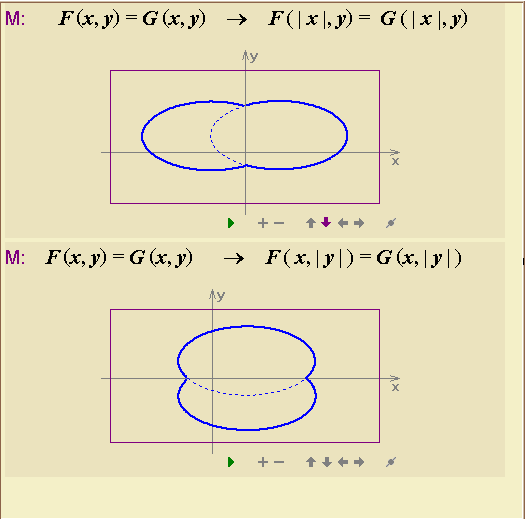 M: F(x, y) = G(x, y) → F(| x |, y) = G(| x |, y)
y
x
M: F(x, y) = G(x, y) → F( x, | y | ) = G(x, | y | )
y
x